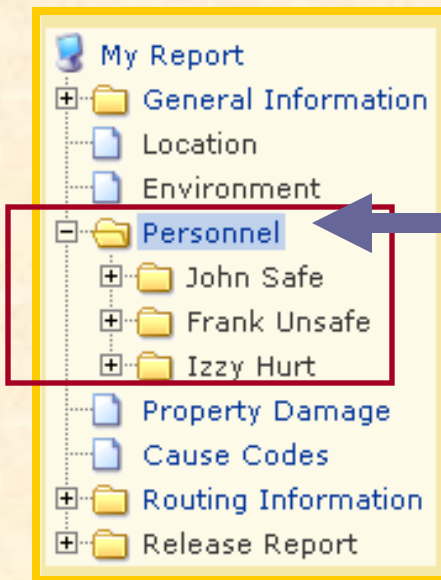 My Report
General Information
Location
Environment
Personnel
John Safe
Frank Unsafe
Izzy Hurt
Property Damage
Cause Codes
Routing Information
Release Report